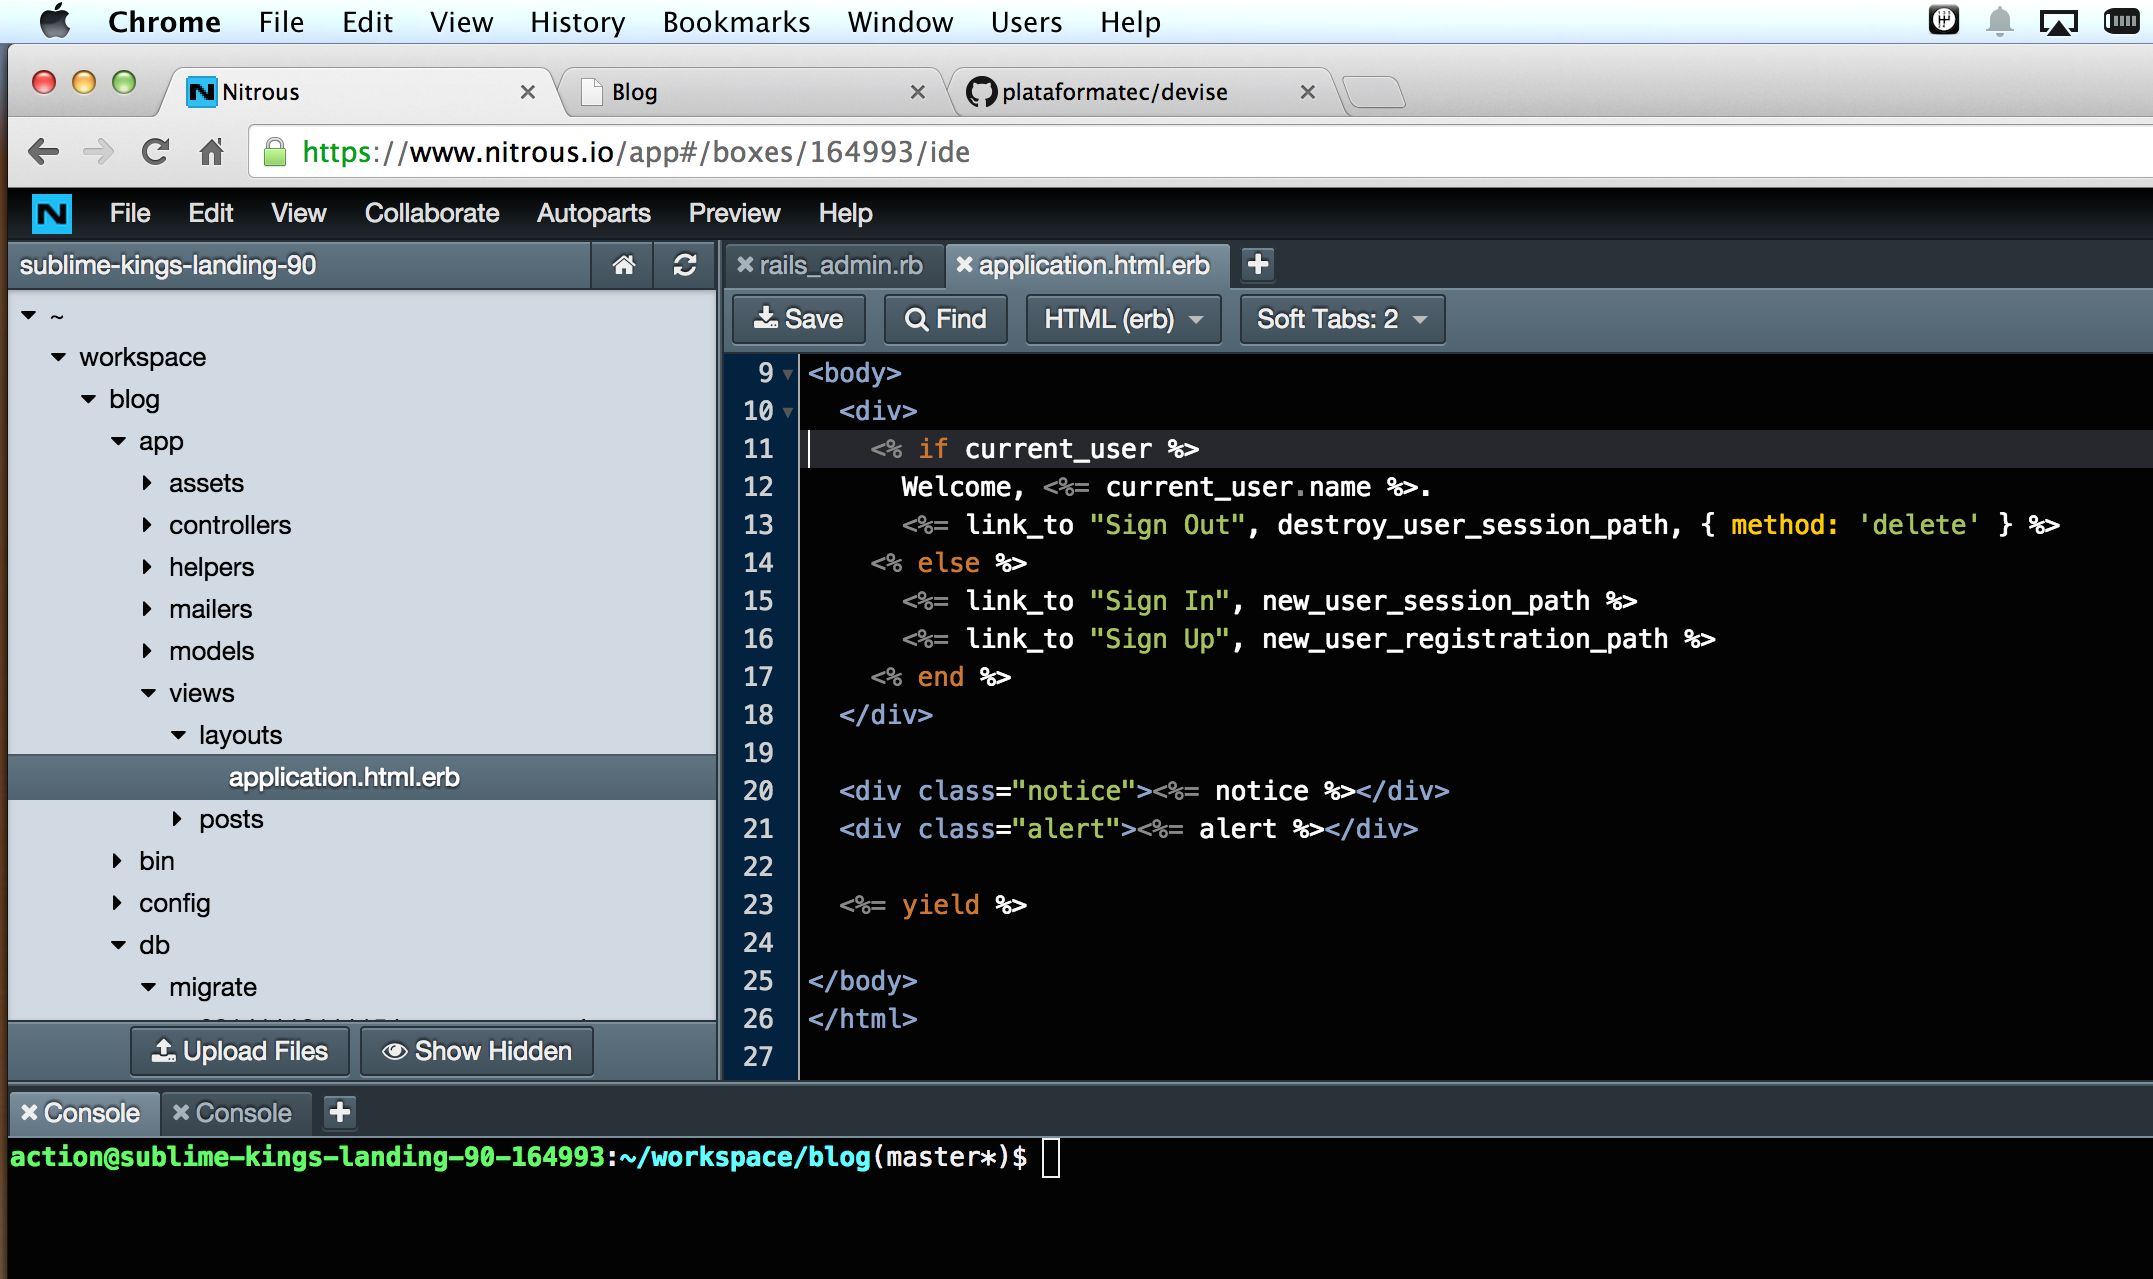 Chrome File Edit View History Bookmarks Window Users Help
Nitrous Blog plataformatec/devise
https://www.nitrous.io/app#/boxes/164993/ide
N File Edit View Collaborate Autoparts Preview Help
sublime-kings-landing-90
~
workspace
blog
app
assets
controllers
helpers
mailers
models
views
layouts
application.html.erb
posts
bin
config
db
migrate
Upload Files Show Hidden
rails_admin.rb application.html.erb
Save Find HTML (erb) Soft Tabs: 2
9 <body>
10 <div>
11 <% if current_user %>
12 Welcome, <%= current_user.name %>.
13 <%= link_to "Sign Out", destroy_user_session_path, { method: 'delete' } %>
14 <% else %>
15 <%= link_to "Sign In", new_user_session_path %>
16 <%= link_to "Sign Up", new_user_registration_path %>
17 <% end %>
18 </div>
19
20 <div class="notice"><%= notice %></div>
21 <div class="alert"><%= alert %></div>
22
23 <%= yield %>
24
25 </body>
26 </html>
27
Console Console
action@sublime-kings-landing-90-164993:~/workspace/blog(master*)$